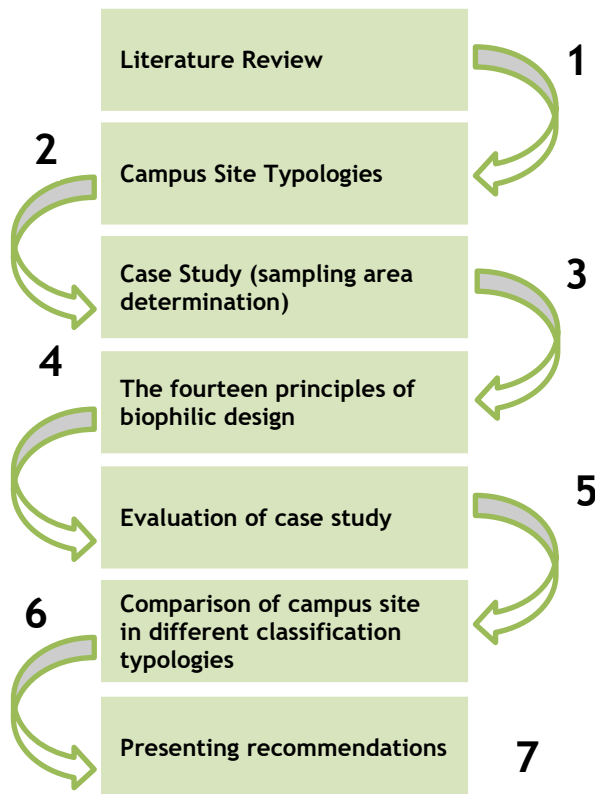 Literature Review
1
2
Campus Site Typologies
Case Study (sampling area
determination)
3
4
The fourteen principles of
biophilic design
Evaluation of case study
5
6
Comparison of campus site
in different classification
typologies
Presenting recommendations
7